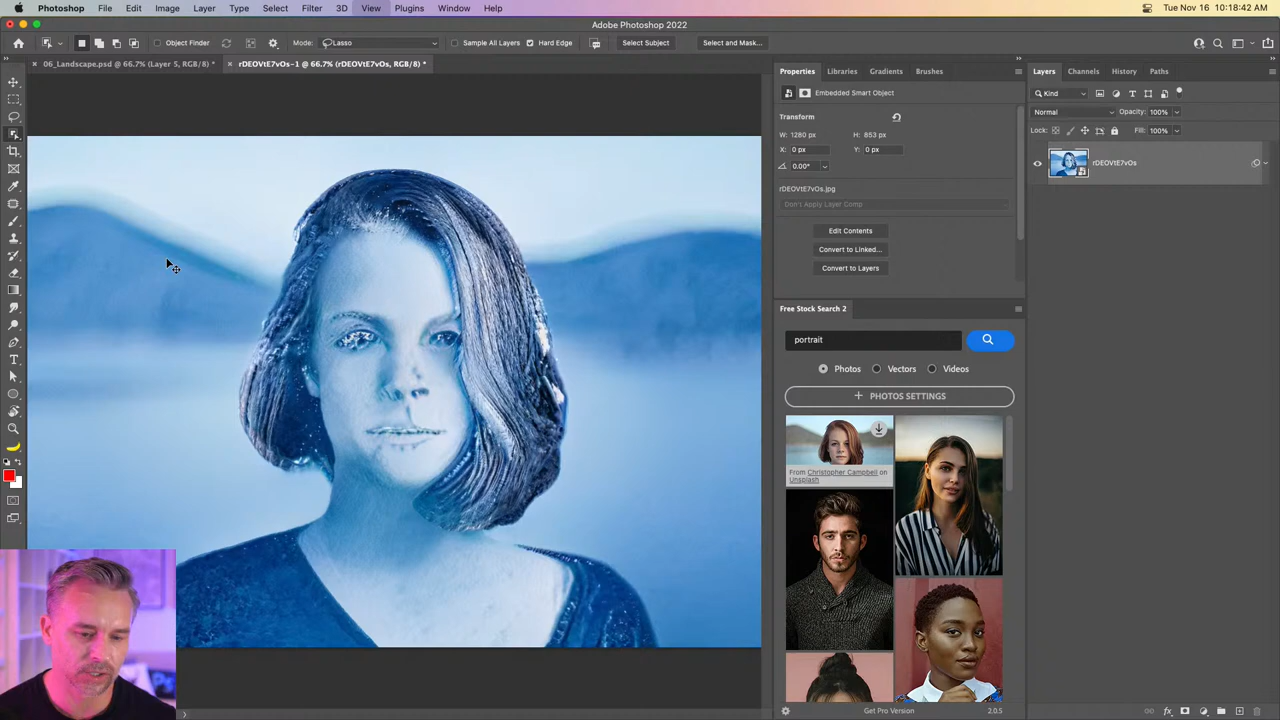 Photoshop File Edit Image Layer Type Select Filter 3D View Plugins Window Help Tue Nov 16 10:18:42 AM
Adobe Photoshop 2022
Object Finder Mode: Lasso Sample All Layers Hard Edge Select Subject Select and Mask...
06_Landscape.psd @ 66.7% (Layer 5, RGB/8) * rDEOVtE7vOs-1 @ 66.7% (rDEOVtE7vOs, RGB/8) *
Properties Libraries Gradients Brushes
Embedded Smart Object
Transform
W: 1280 px H: 853 px
X: 0 px Y: 0 px
0.00°
rDEOVtE7vOs.jpg
Don't Apply Layer Comp
Edit Contents
Convert to Linked...
Convert to Layers
Free Stock Search 2
portrait
Photos Vectors Videos
+ PHOTOS SETTINGS
From Christopher Campbell on
Unsplash
Get Pro Version 2.0.5
Layers Channels History Paths
Kind
Normal Opacity: 100%
Lock: Fill: 100%
rDEOVtE7vOs